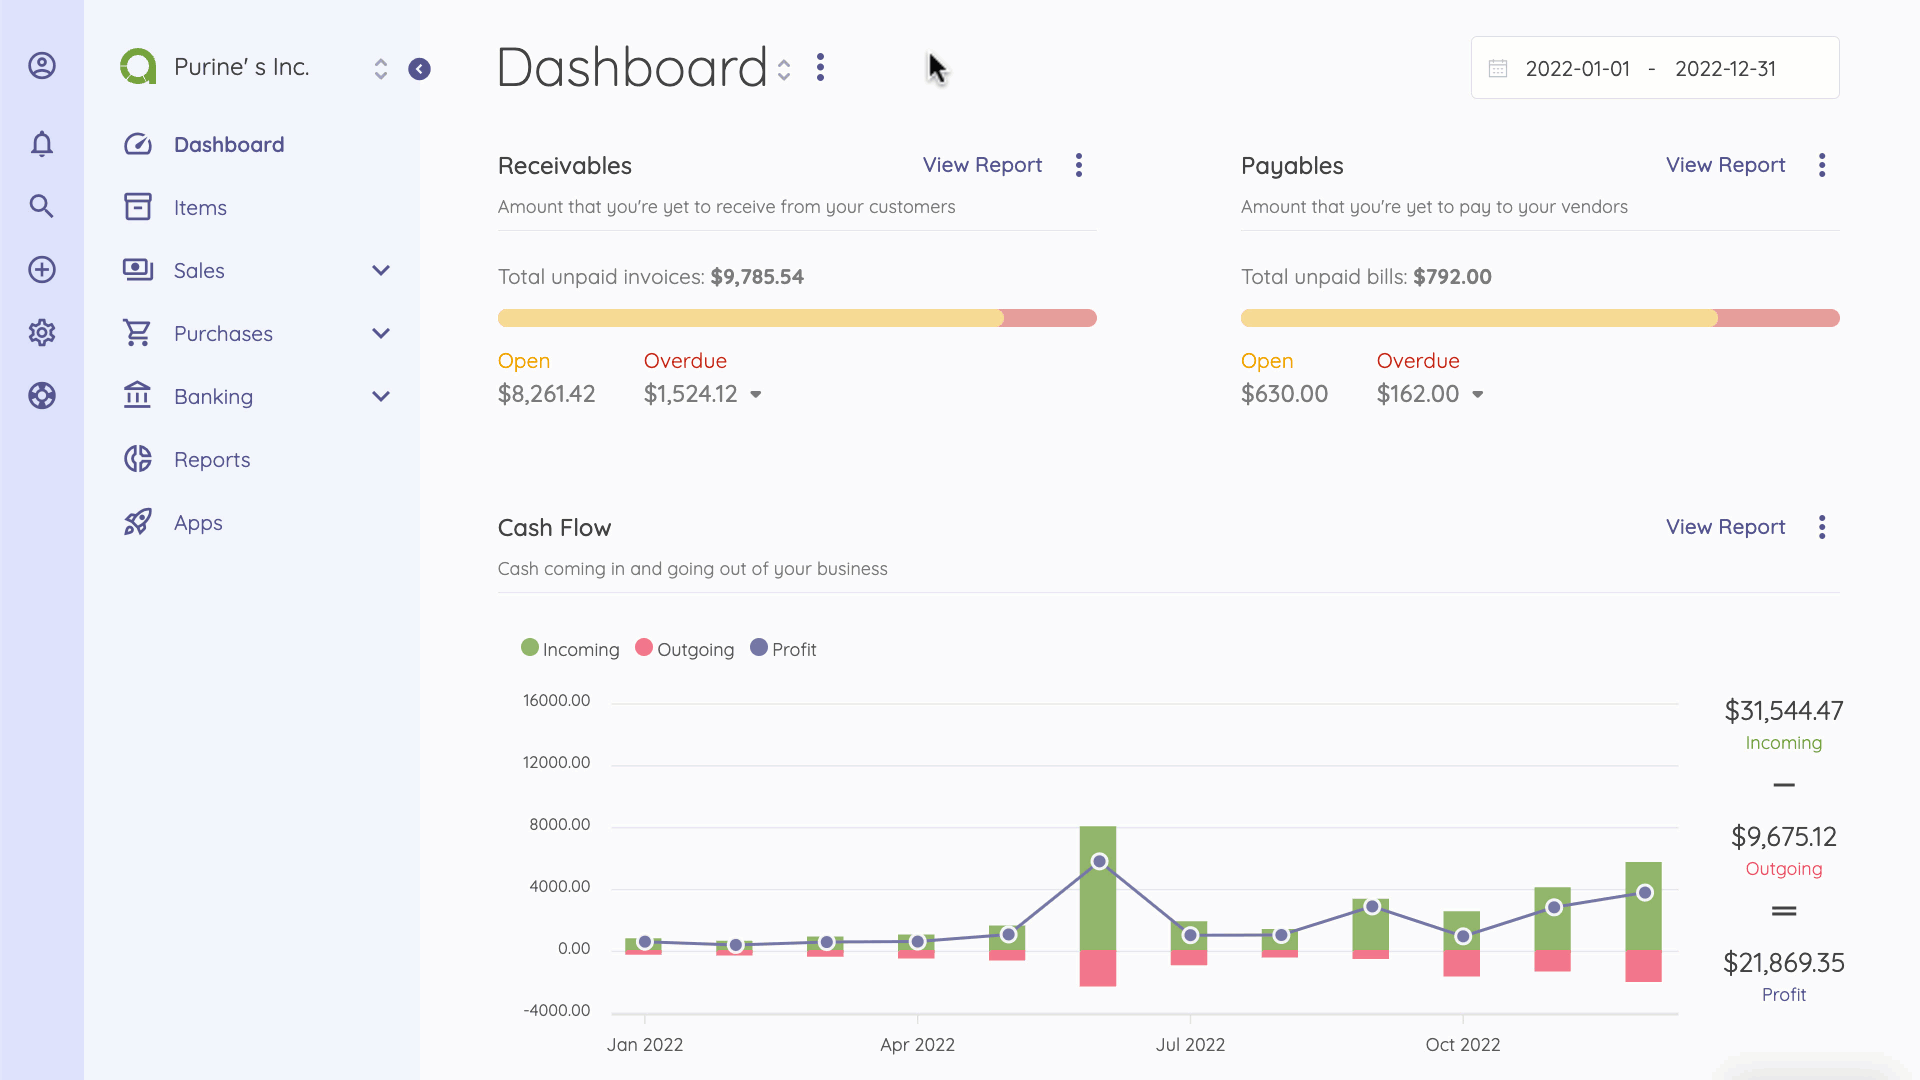 Purine' s Inc.
Dashboard
Items
Sales
Purchases
Banking
Reports
Apps
Dashboard
2022-01-01 - 2022-12-31
Receivables
View Report
Amount that you're yet to receive from your customers
Total unpaid invoices: $9,785.54
Open
Overdue
$8,261.42
$1,524.12
Payables
View Report
Amount that you're yet to pay to your vendors
Total unpaid bills: $792.00
Open
Overdue
$630.00
$162.00
Cash Flow
View Report
Cash coming in and going out of your business
Incoming
Outgoing
Profit
16000.00
12000.00
8000.00
4000.00
0.00
-4000.00
Jan 2022
Apr 2022
Jul 2022
Oct 2022
$31,544.47
Incoming
$9,675.12
Outgoing
$21,869.35
Profit